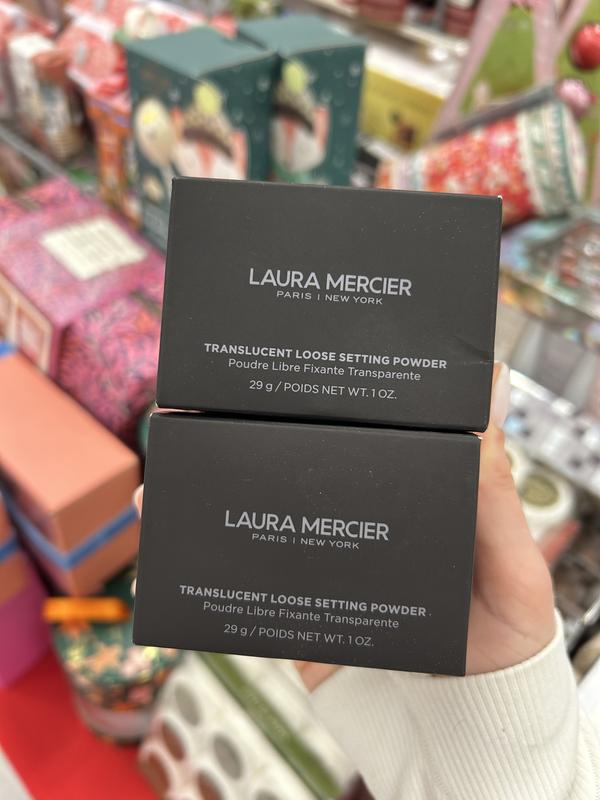 LAURA MERCIER
PARIS | NEW YORK
TRANSLUCENT LOOSE SETTING POWDER
Poudre Libre Fixante Transparente
29 g / POIDS NET WT. 1 OZ.
LAURA MERCIER
PARIS | NEW YORK
TRANSLUCENT LOOSE SETTING POWDER
Poudre Libre Fixante Transparente
29 g / POIDS NET WT. 1 OZ.